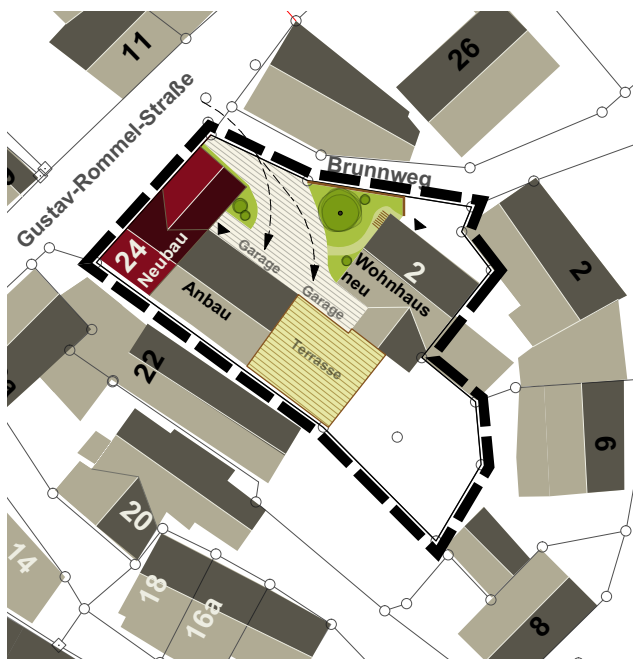 11
26
Gustav-Rommel-Straße
Brunnweg
24
Neubau
Garage
Garage
2
Wohnhaus
neu
2
Anbau
Terrasse
22
6
20
14
18
16a
8